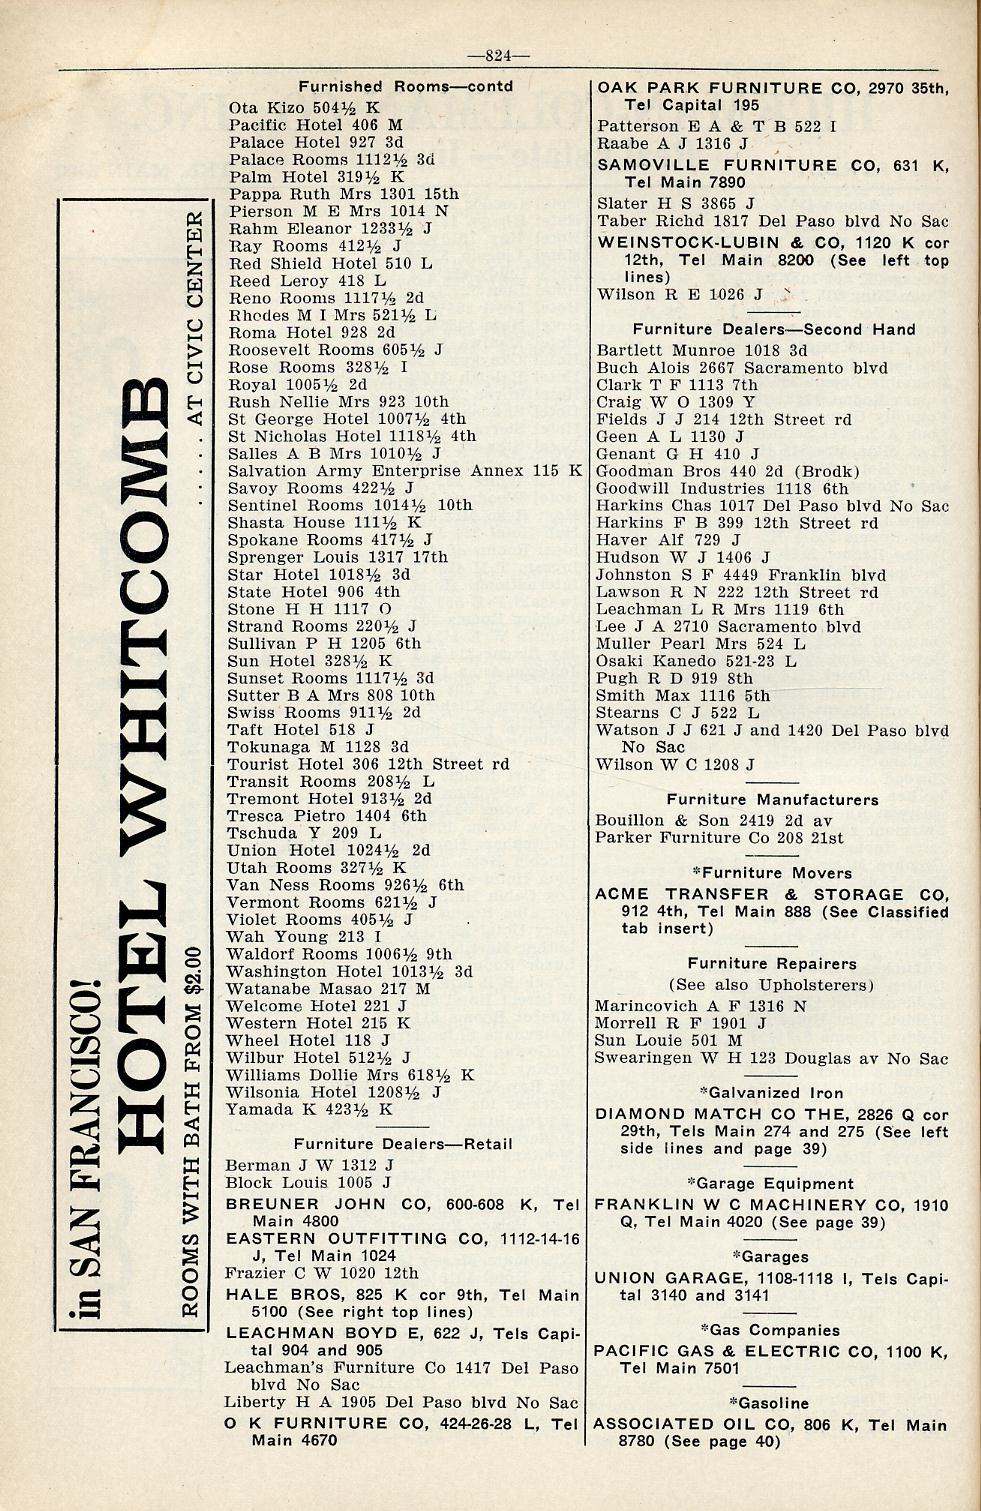 —824—
in SAN FRANCISCO!
HOTEL WHITCOMB
ROOMS WITH BATH FROM $2.00 . . . . . AT CIVIC CENTER
Furnished Rooms—contd
Ota Kizo 504½ K
Pacific Hotel 406 M
Palace Hotel 927 3d
Palace Rooms 1112½ 3d
Palm Hotel 319½ K
Pappa Ruth Mrs 1301 15th
Pierson M E Mrs 1014 N
Rahm Eleanor 1233½ J
Ray Rooms 412½ J
Red Shield Hotel 510 L
Reed Leroy 418 L
Reno Rooms 1117½ 2d
Rhodes M I Mrs 521½ L
Roma Hotel 928 2d
Roosevelt Rooms 605½ J
Rose Rooms 328½ I
Royal 1005½ 2d
Rush Nellie Mrs 923 10th
St George Hotel 1007½ 4th
St Nicholas Hotel 1118½ 4th
Salles A B Mrs 1010½ J
Salvation Army Enterprise Annex 115 K
Savoy Rooms 422½ J
Sentinel Rooms 1014½ 10th
Shasta House 111½ K
Spokane Rooms 417½ J
Sprenger Louis 1317 17th
Star Hotel 1018½ 3d
State Hotel 906 4th
Stone H H 1117 O
Strand Rooms 220½ J
Sullivan P H 1205 6th
Sun Hotel 328½ K
Sunset Rooms 1117½ 3d
Sutter B A Mrs 808 10th
Swiss Rooms 911½ 2d
Taft Hotel 518 J
Tokunaga M 1128 3d
Tourist Hotel 306 12th Street rd
Transit Rooms 208½ L
Tremont Hotel 913½ 2d
Tresca Pietro 1404 6th
Tschuda Y 209 L
Union Hotel 1024½ 2d
Utah Rooms 327½ K
Van Ness Rooms 926½ 6th
Vermont Rooms 621½ J
Violet Rooms 405½ J
Wah Young 213 I
Waldorf Rooms 1006½ 9th
Washington Hotel 1013½ 3d
Watanabe Masao 217 M
Welcome Hotel 221 J
Western Hotel 215 K
Wheel Hotel 118 J
Wilbur Hotel 512½ J
Williams Dollie Mrs 618½ K
Wilsonia Hotel 1208½ J
Yamada K 423½ K
Furniture Dealers—Retail
Berman J W 1312 J
Block Louis 1005 J
BREUNER JOHN CO, 600-608 K, Tel
Main 4800
EASTERN OUTFITTING CO, 1112-14-16
J, Tel Main 1024
Frazier C W 1020 12th
HALE BROS, 825 K cor 9th, Tel Main
5100 (See right top lines)
LEACHMAN BOYD E, 622 J, Tels Capi-
tal 904 and 905
Leachman's Furniture Co 1417 Del Paso
blvd No Sac
Liberty H A 1905 Del Paso blvd No Sac
O K FURNITURE CO, 424-26-28 L, Tel
Main 4670
OAK PARK FURNITURE CO, 2970 35th,
Tel Capital 195
Patterson E A & T B 522 I
Raabe A J 1316 J
SAMOVILLE FURNITURE CO, 631 K,
Tel Main 7890
Slater H S 3865 J
Taber Richd 1817 Del Paso blvd No Sac
WEINSTOCK-LUBIN & CO, 1120 K cor
12th, Tel Main 8200 (See left top
lines)
Wilson R E 1026 J
Furniture Dealers—Second Hand
Bartlett Munroe 1018 3d
Buch Alois 2667 Sacramento blvd
Clark T F 1113 7th
Craig W O 1309 Y
Fields J J 214 12th Street rd
Geen A L 1130 J
Genant G H 410 J
Goodman Bros 440 2d (Brodk)
Goodwill Industries 1118 6th
Harkins Chas 1017 Del Paso blvd No Sac
Harkins F B 399 12th Street rd
Haver Alf 729 J
Hudson W J 1406 J
Johnston S F 4449 Franklin blvd
Lawson R N 222 12th Street rd
Leachman L R Mrs 1119 6th
Lee J A 2710 Sacramento blvd
Muller Pearl Mrs 524 L
Osaki Kanedo 521-23 L
Pugh R D 919 8th
Smith Max 1116 5th
Stearns C J 522 L
Watson J J 621 J and 1420 Del Paso blvd
No Sac
Wilson W C 1208 J
Furniture Manufacturers
Bouillon & Son 2419 2d av
Parker Furniture Co 208 21st
*Furniture Movers
ACME TRANSFER & STORAGE CO,
912 4th, Tel Main 888 (See Classified
tab insert)
Furniture Repairers
(See also Upholsterers)
Marincovich A F 1316 N
Morrell R F 1901 J
Sun Louie 501 M
Swearingen W H 123 Douglas av No Sac
*Galvanized Iron
DIAMOND MATCH CO THE, 2826 Q cor
29th, Tels Main 274 and 275 (See left
side lines and page 39)
*Garage Equipment
FRANKLIN W C MACHINERY CO, 1910
Q, Tel Main 4020 (See page 39)
*Garages
UNION GARAGE, 1108-1118 I, Tels Capi-
tal 3140 and 3141
*Gas Companies
PACIFIC GAS & ELECTRIC CO, 1100 K,
Tel Main 7501
*Gasoline
ASSOCIATED OIL CO, 806 K, Tel Main
8780 (See page 40)